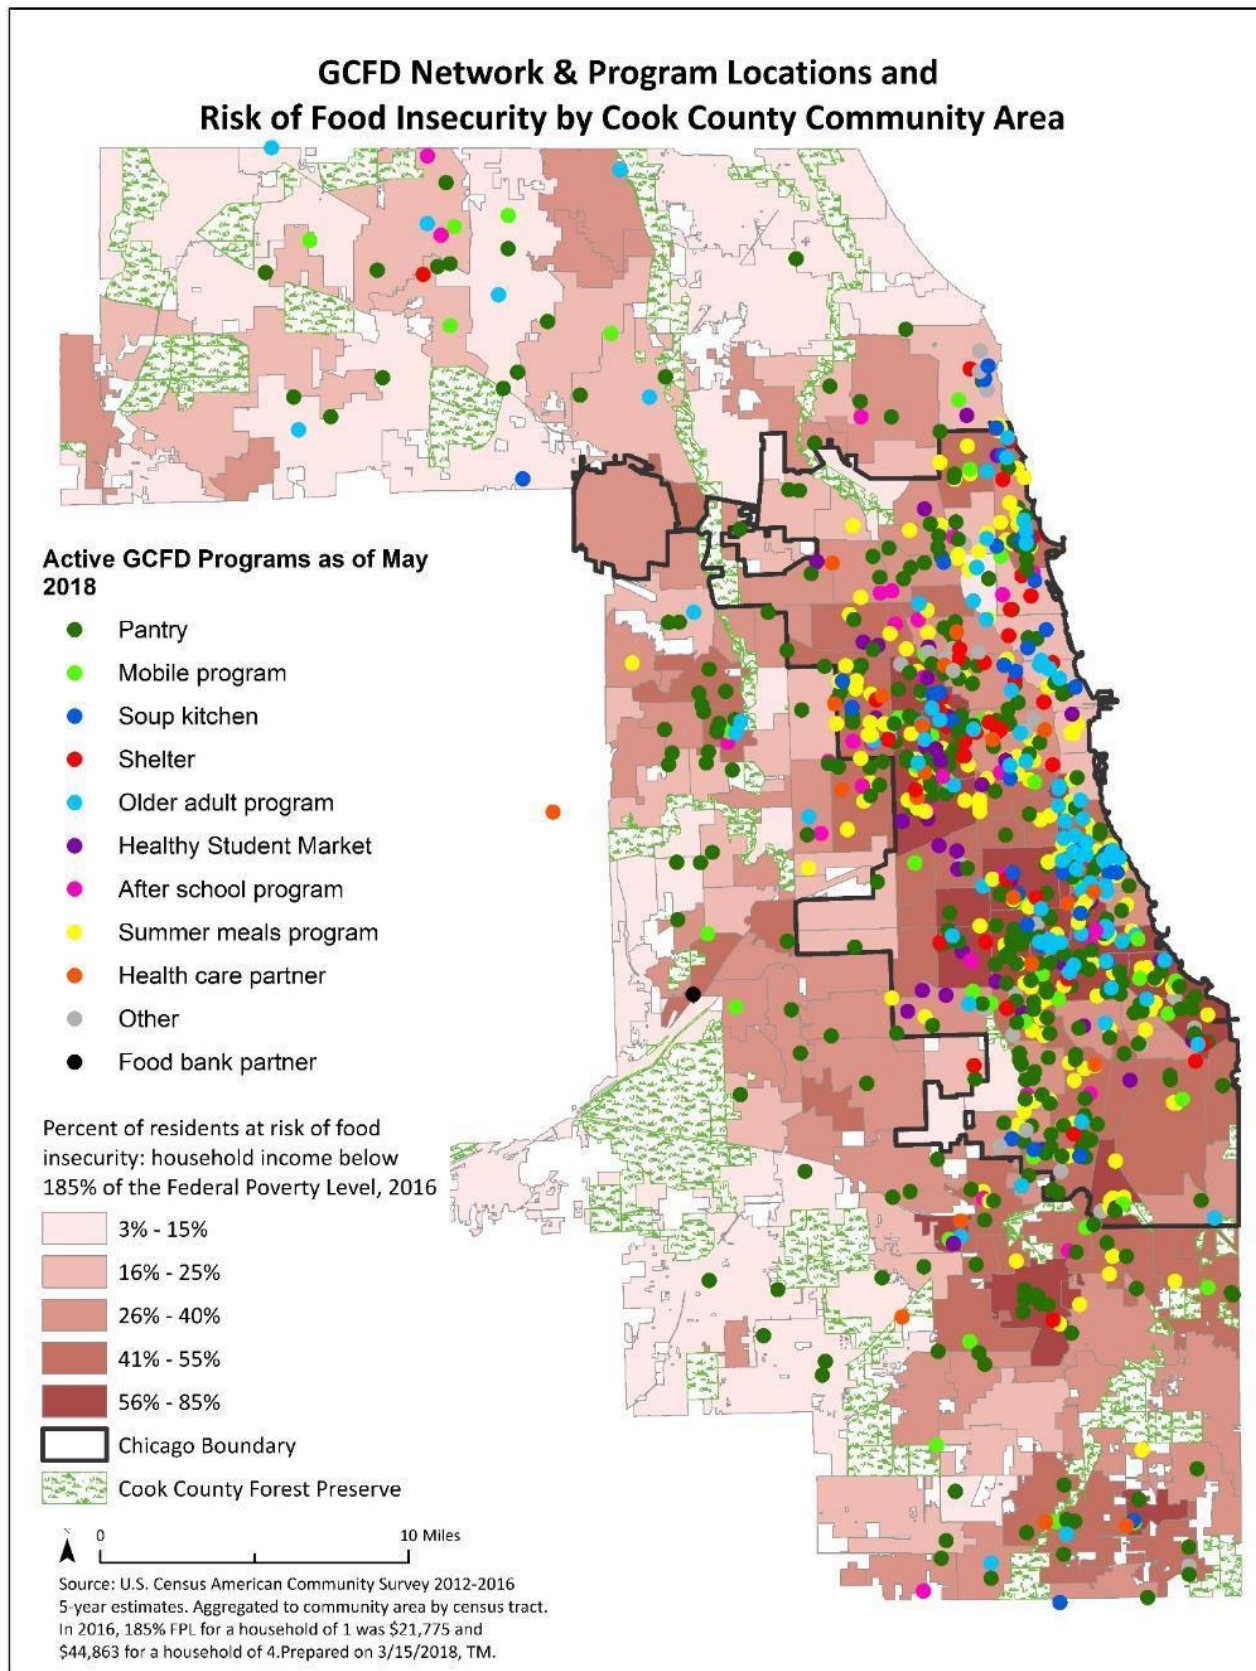 GCFD Network & Program Locations and
Risk of Food Insecurity by Cook County Community Area
Active GCFD Programs as of May
2018
Pantry
Mobile program
Soup kitchen
Shelter
Older adult program
Healthy Student Market
After school program
Summer meals program
Health care partner
Other
Food bank partner
Percent of residents at risk of food
insecurity: household income below
185% of the Federal Poverty Level, 2016
3% - 15%
16% - 25%
26% - 40%
41% - 55%
56% - 85%
Chicago Boundary
Cook County Forest Preserve
N 0 10 Miles
Source: U.S. Census American Community Survey 2012-2016
5-year estimates. Aggregated to community area by census tract.
In 2016, 185% FPL for a household of 1 was $21,775 and
$44,863 for a household of 4.Prepared on 3/15/2018, TM.